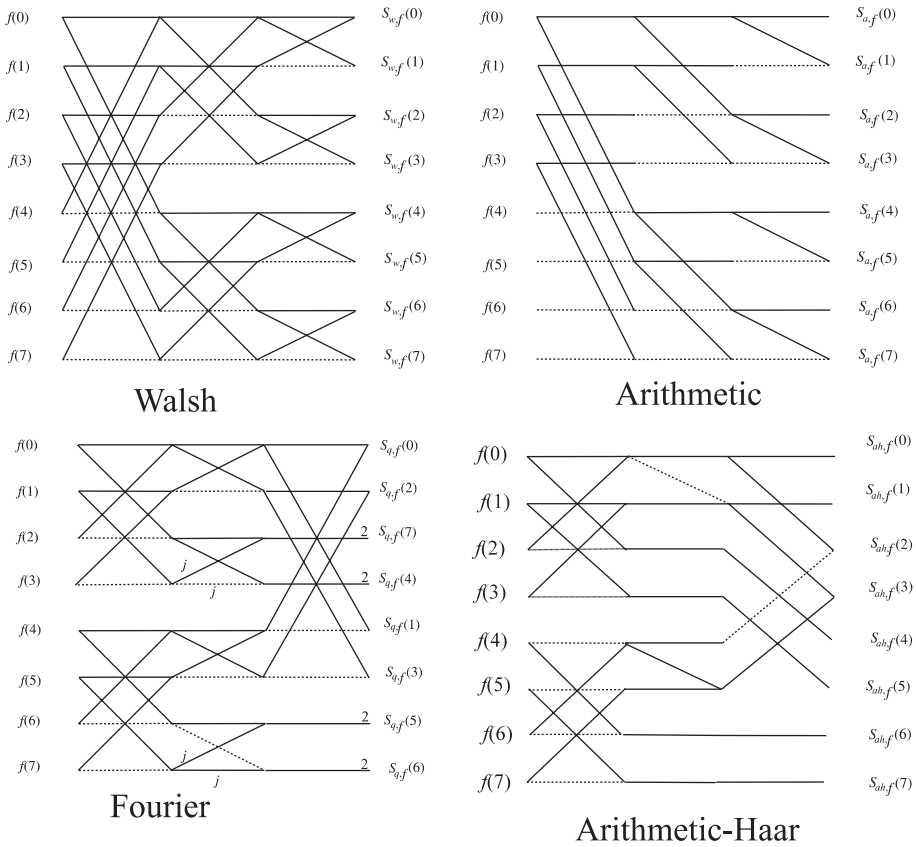 f(0)
f(1)
f(2)
f(3)
f(4)
f(5)
f(6)
f(7)
S_{w,f}(0)
S_{w,f}(1)
S_{w,f}(2)
S_{w,f}(3)
S_{w,f}(4)
S_{w,f}(5)
S_{w,f}(6)
S_{w,f}(7)
Walsh
f(0)
f(1)
f(2)
f(3)
f(4)
f(5)
f(6)
f(7)
S_{a,f}(0)
S_{a,f}(1)
S_{a,f}(2)
S_{a,f}(3)
S_{a,f}(4)
S_{a,f}(5)
S_{a,f}(6)
S_{a,f}(7)
Arithmetic
f(0)
f(1)
f(2)
f(3)
f(4)
f(5)
f(6)
f(7)
j
j
j
j
2
2
2
2
S_{q,f}(0)
S_{q,f}(2)
S_{q,f}(7)
S_{q,f}(4)
S_{q,f}(1)
S_{q,f}(3)
S_{q,f}(5)
S_{q,f}(6)
Fourier
f(0)
f(1)
f(2)
f(3)
f(4)
f(5)
f(6)
f(7)
S_{ah,f}(0)
S_{ah,f}(1)
S_{ah,f}(2)
S_{ah,f}(3)
S_{ah,f}(4)
S_{ah,f}(5)
S_{ah,f}(6)
S_{ah,f}(7)
Arithmetic-Haar